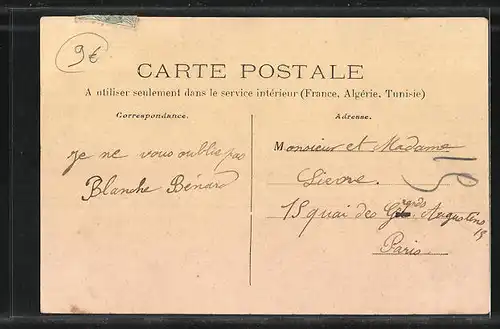 9€
CARTE POSTALE
A utiliser seulement dans le service intérieur (France, Algérie, Tunisie)
Correspondance.
Adresse.
je ne vous oublie pas
Blanche Bénard
Monsieur et Madame
Lievre.
15 quai des Gds. Augustins
15
Paris